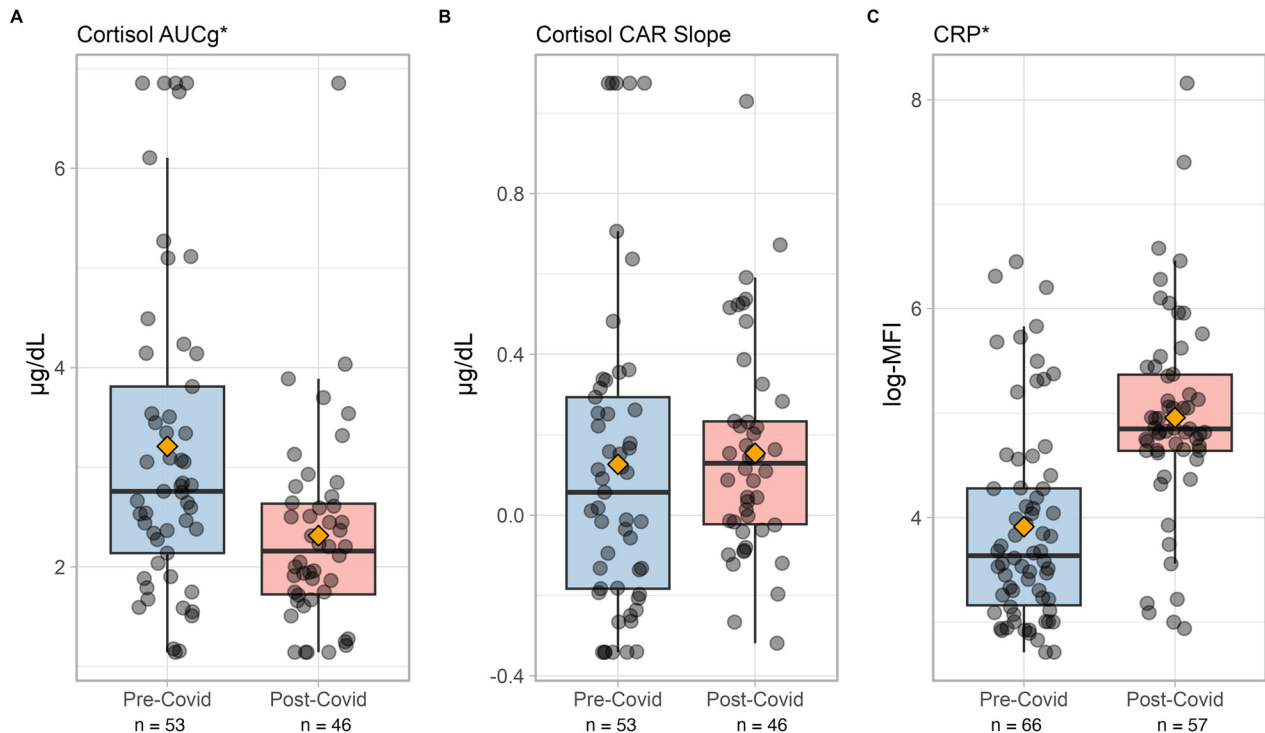 A
Cortisol AUCg*
µg/dL
6
4
2
Pre-Covid
Post-Covid
n = 53
n = 46
B
Cortisol CAR Slope
µg/dL
0.8
0.4
0.0
-0.4
Pre-Covid
Post-Covid
n = 53
n = 46
C
CRP*
log-MFI
8
6
4
Pre-Covid
Post-Covid
n = 66
n = 57